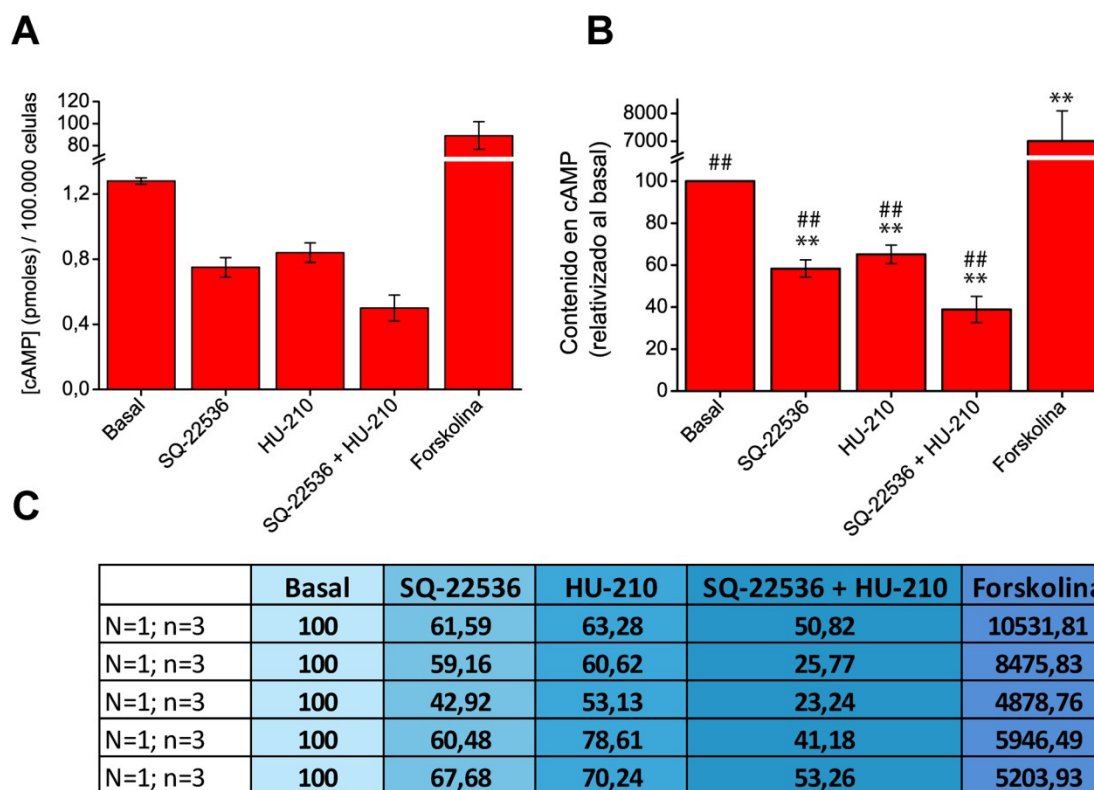 A
[cAMP] (pmoles) / 100.000 celulas
120
100
80
1,2
0,8
0,4
0,0
Basal
SQ-22536
HU-210
SQ-22536 + HU-210
Forskolina
B
Contenido en cAMP
(relativizado al basal)
8000
7000
100
80
60
40
20
0
##
##
**
##
**
##
**
**
Basal
SQ-22536
HU-210
SQ-22536 + HU-210
Forskolina
C
Basal SQ-22536 HU-210 SQ-22536 + HU-210 Forskolina
N=1; n=3 100 61,59 63,28 50,82 10531,81
N=1; n=3 100 59,16 60,62 25,77 8475,83
N=1; n=3 100 42,92 53,13 23,24 4878,76
N=1; n=3 100 60,48 78,61 41,18 5946,49
N=1; n=3 100 67,68 70,24 53,26 5203,93